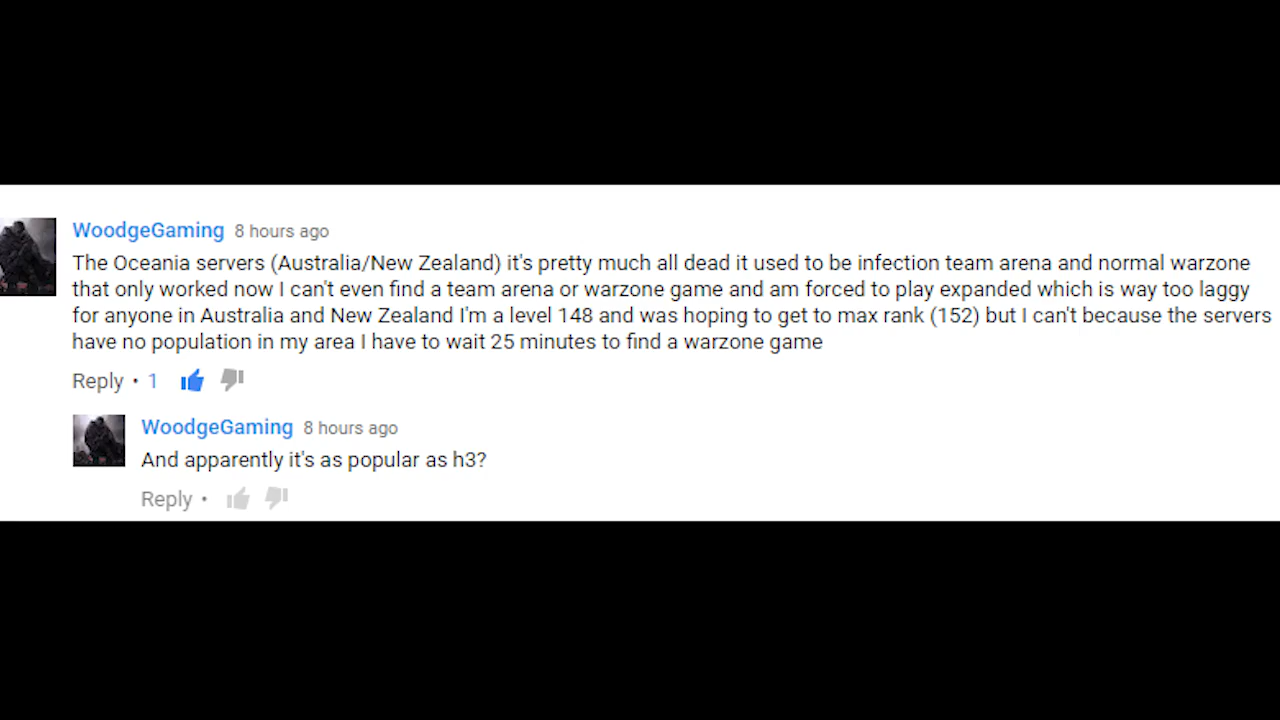 WoodgeGaming 8 hours ago
The Oceania servers (Australia/New Zealand) it's pretty much all dead it used to be infection team arena and normal warzone
that only worked now I can't even find a team arena or warzone game and am forced to play expanded which is way too laggy
for anyone in Australia and New Zealand I'm a level 148 and was hoping to get to max rank (152) but I can't because the servers
have no population in my area I have to wait 25 minutes to find a warzone game
Reply • 1
WoodgeGaming 8 hours ago
And apparently it's as popular as h3?
Reply •